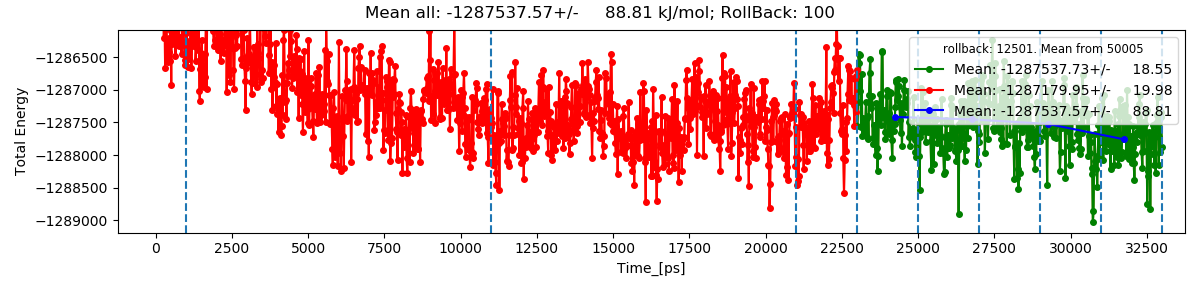 Mean all: -1287537.57+/-     88.81 kJ/mol; RollBack: 100
Total Energy
−1286500
−1287000
−1287500
−1288000
−1288500
−1289000
rollback: 12501. Mean from 50005
Mean: -1287537.73+/-     18.55
Mean: -1287179.95+/-     19.98
Mean: -1287537.57+/-     88.81
0 2500 5000 7500 10000 12500 15000 17500 20000 22500 25000 27500 30000 32500
Time_[ps]